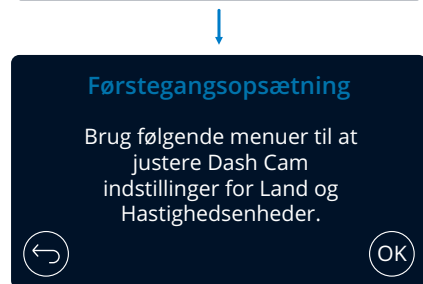 Førstegangsopsætning
Brug følgende menuer til at
justere Dash Cam
indstillinger for Land og
Hastighedsenheder.
OK